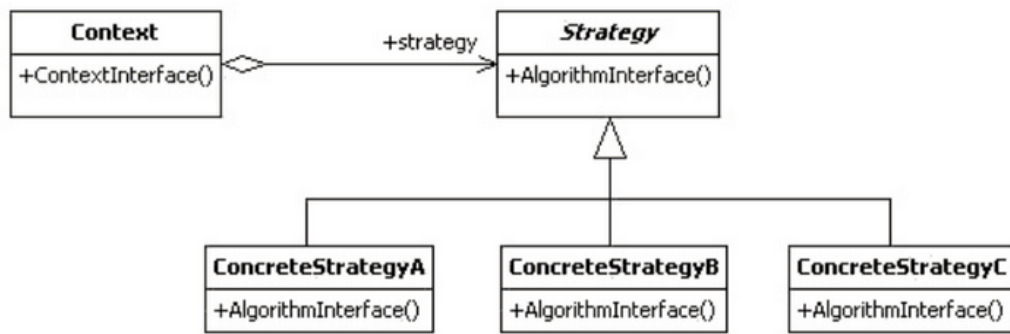 Context
+ContextInterface()
+strategy
Strategy
+AlgorithmInterface()
ConcreteStrategyA
+AlgorithmInterface()
ConcreteStrategyB
+AlgorithmInterface()
ConcreteStrategyC
+AlgorithmInterface()